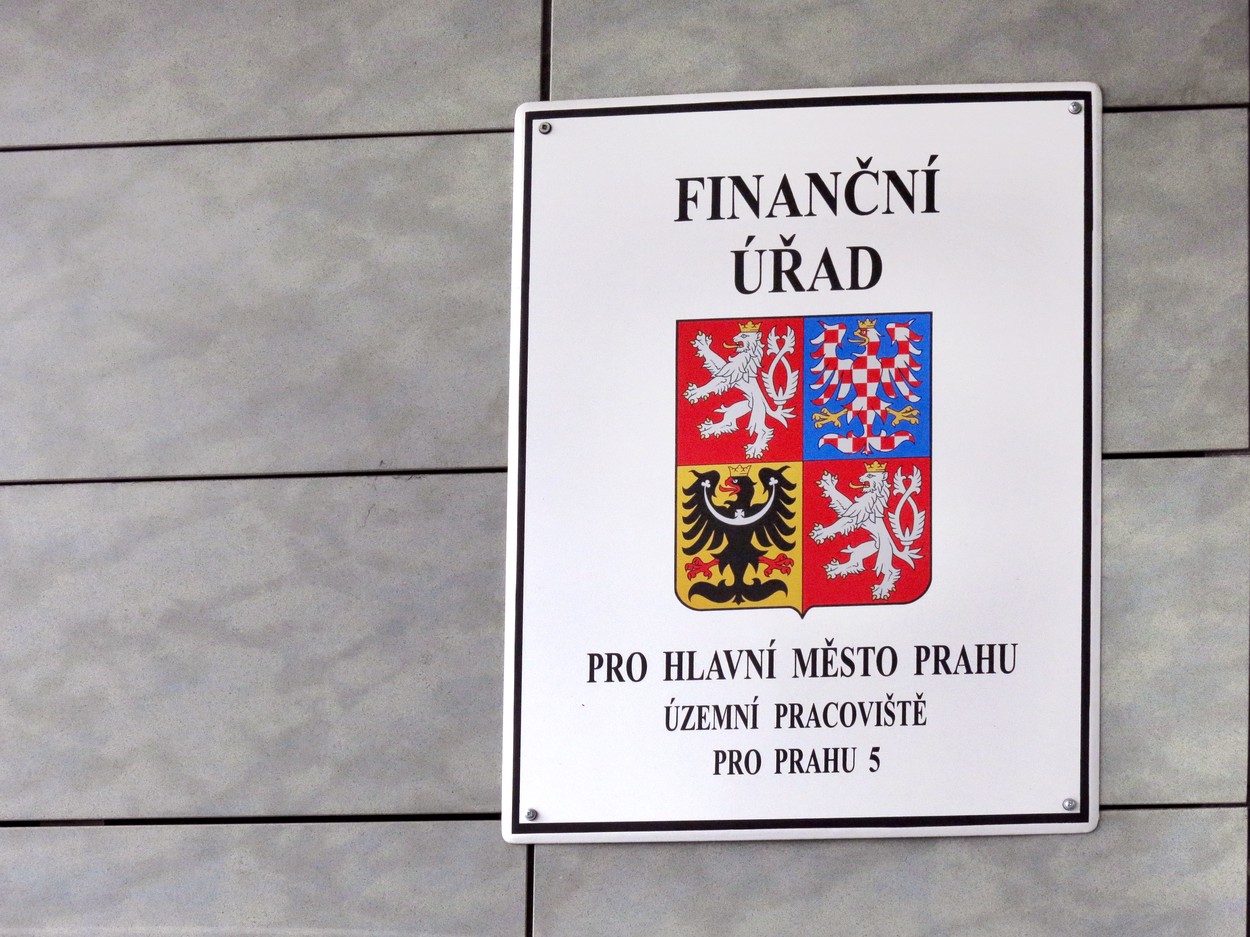 FINANČNÍ
ÚŘAD
PRO HLAVNÍ MĚSTO PRAHU
ÚZEMNÍ PRACOVIŠTĚ
PRO PRAHU 5